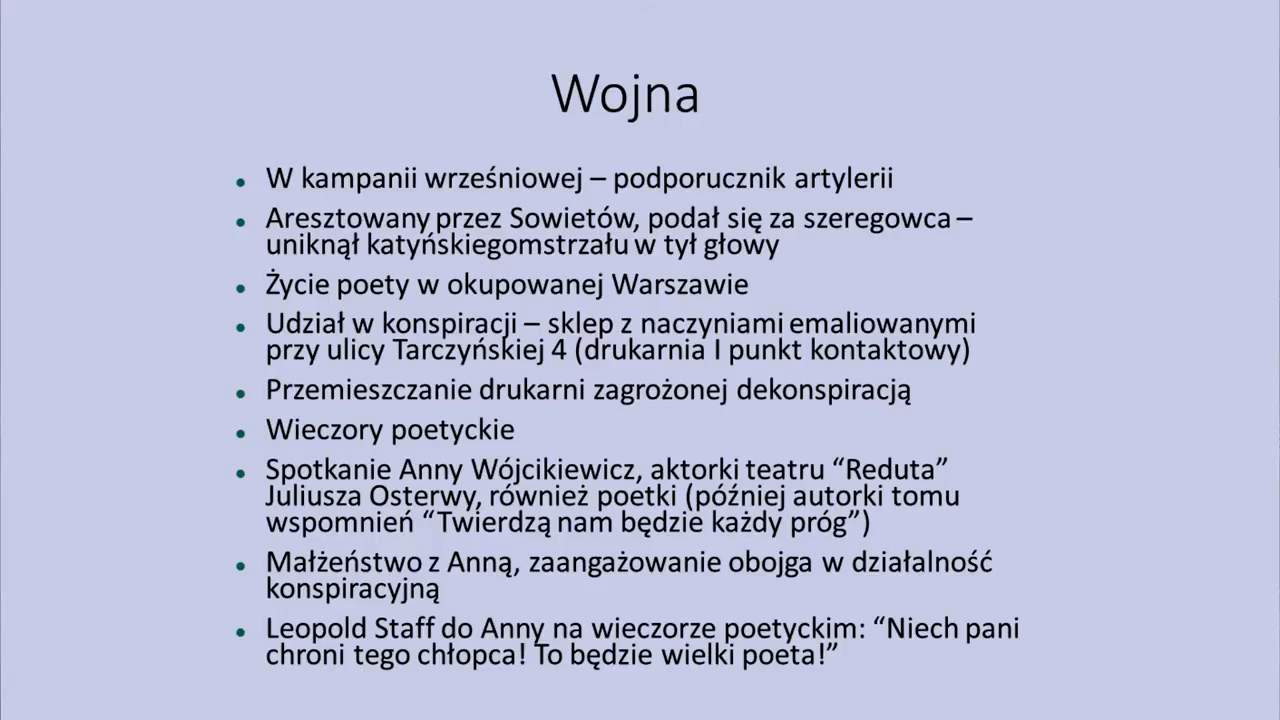 Wojna
W kampanii wrześniowej – podporucznik artylerii
Aresztowany przez Sowietów, podał się za szeregowca –
uniknął katyńskiegomstrzału w tył głowy
Życie poety w okupowanej Warszawie
Udział w konspiracji – sklep z naczyniami emaliowanymi
przy ulicy Tarczyńskiej 4 (drukarnia I punkt kontaktowy)
Przemieszczanie drukarni zagrożonej dekonspiracją
Wieczory poetyckie
Spotkanie Anny Wójcikiewicz, aktorki teatru “Reduta”
Juliusza Osterwy, również poetki (później autorki tomu
wspomnień “Twierdzą nam będzie każdy próg”)
Małżeństwo z Anną, zaangażowanie obojga w działalność
konspiracyjną
Leopold Staff do Anny na wieczorze poetyckim: “Niech pani
chroni tego chłopca! To będzie wielki poeta!”